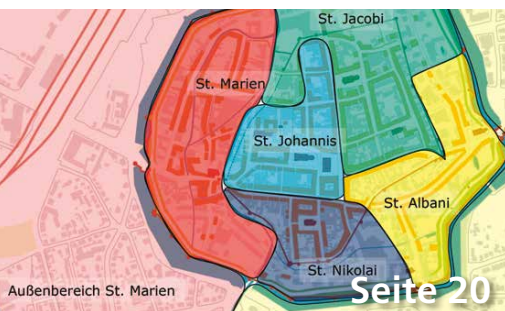 St. Jacobi
St. Marien
St. Johannis
St. Albani
St. Nikolai
Außenbereich St. Marien
Seite 20